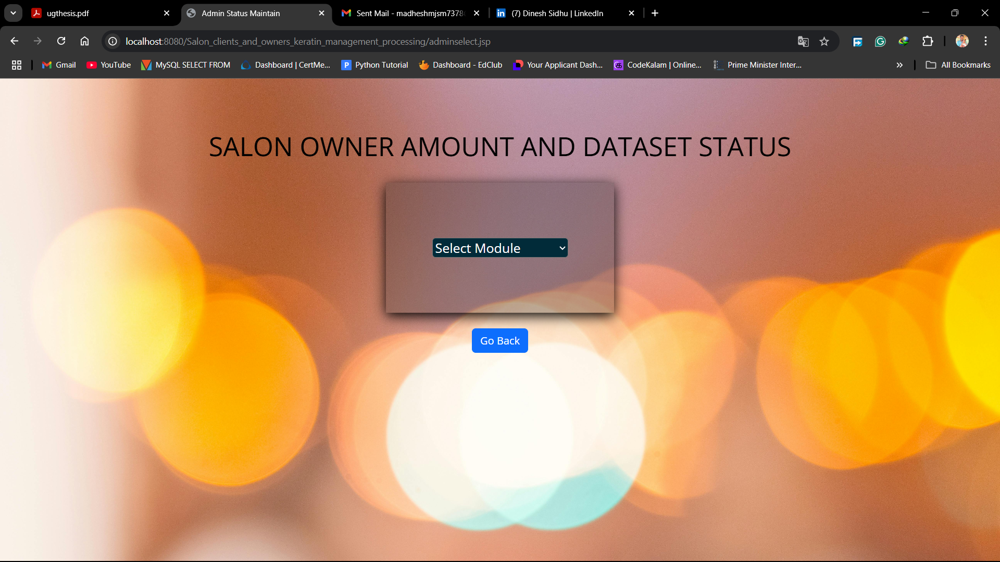 ugthesis.pdf
Admin Status Maintain
Sent Mail - madheshmjsm7378
(7) Dinesh Sidhu | LinkedIn
localhost:8080/Salon_clients_and_owners_keratin_management_processing/adminselect.jsp
Gmail
YouTube
MySQL SELECT FROM
Dashboard | CertMe...
Python Tutorial
Dashboard - EdClub
Your Applicant Dash...
CodeKalam | Online...
Prime Minister Inter...
All Bookmarks
SALON OWNER AMOUNT AND DATASET STATUS
Select Module
Go Back